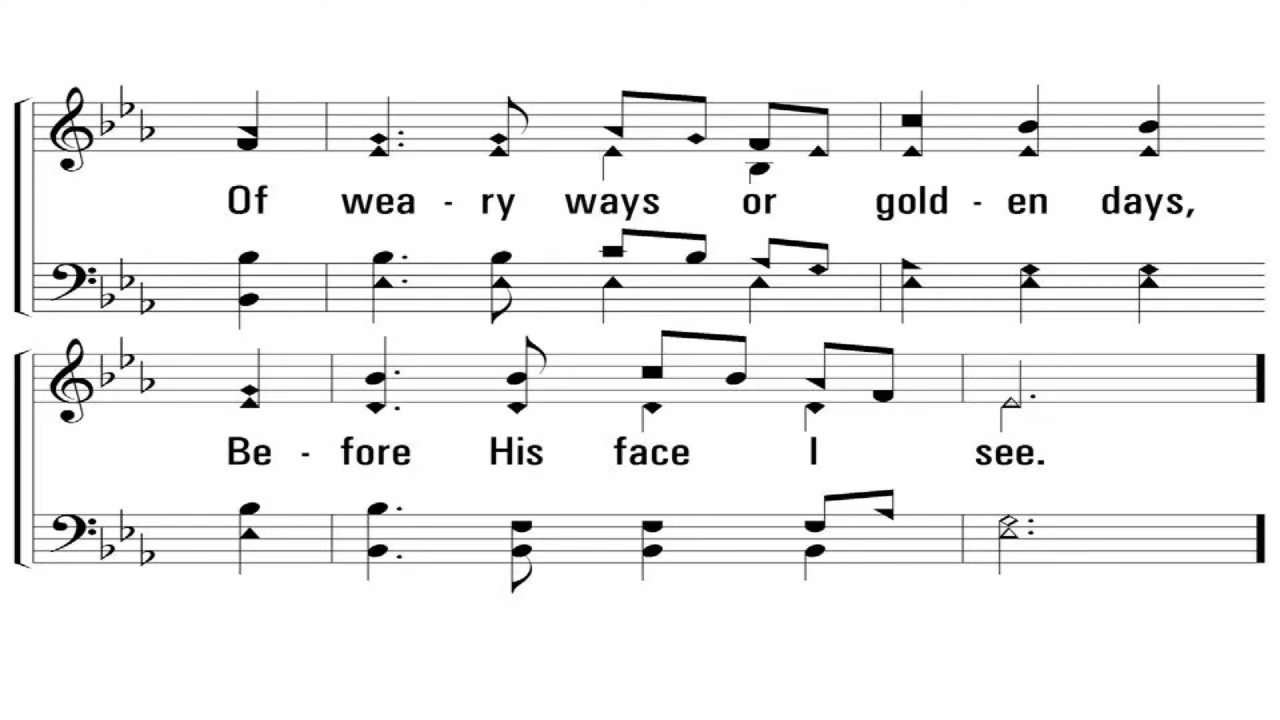 Of wea - ry ways or gold - en days,
Be - fore His face I see.